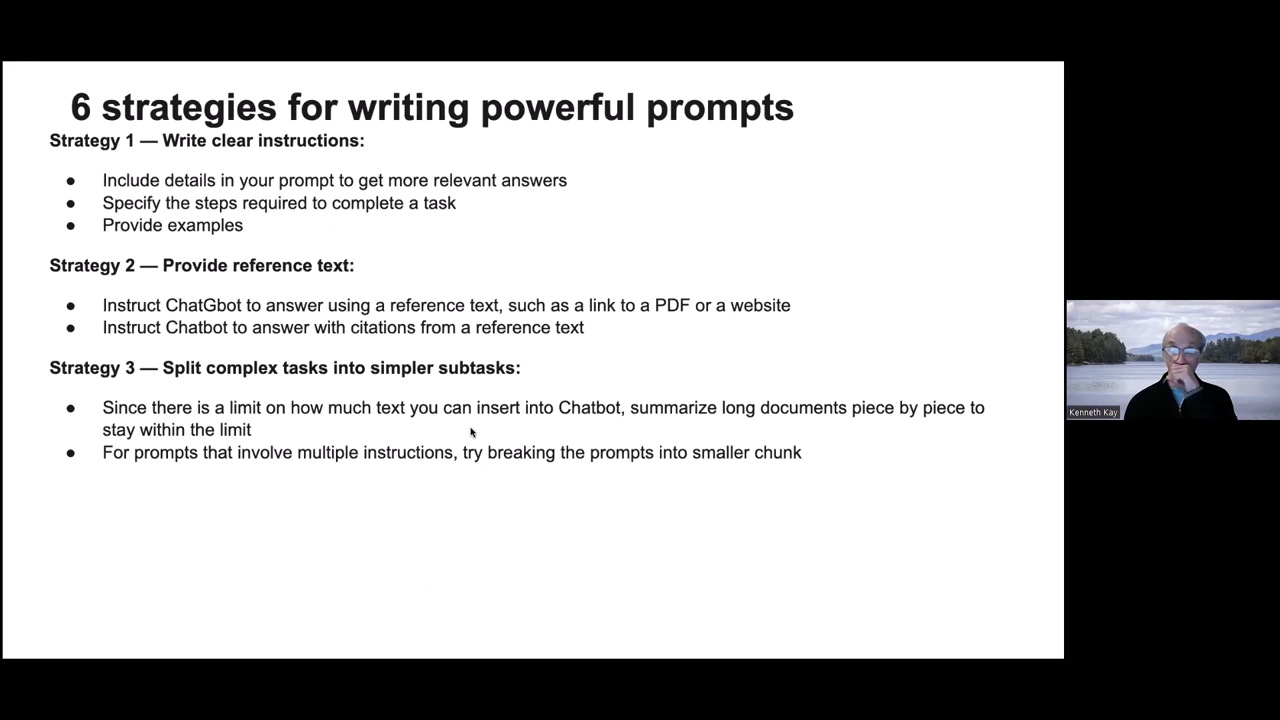 6 strategies for writing powerful prompts
Strategy 1 — Write clear instructions:
● Include details in your prompt to get more relevant answers
● Specify the steps required to complete a task
● Provide examples
Strategy 2 — Provide reference text:
● Instruct ChatGbot to answer using a reference text, such as a link to a PDF or a website
● Instruct Chatbot to answer with citations from a reference text
Strategy 3 — Split complex tasks into simpler subtasks:
● Since there is a limit on how much text you can insert into Chatbot, summarize long documents piece by piece to
stay within the limit
● For prompts that involve multiple instructions, try breaking the prompts into smaller chunk
Kenneth Kay